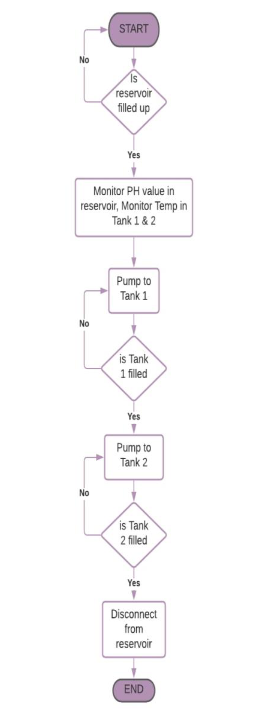 START
No
Is
reservoir
filled up
Yes
Monitor PH value in
reservoir, Monitor Temp in
Tank 1 & 2
Pump to
Tank 1
No
is Tank
1 filled
Yes
Pump to
Tank 2
No
is Tank
2 filled
Yes
Disconnect
from
reservoir
END